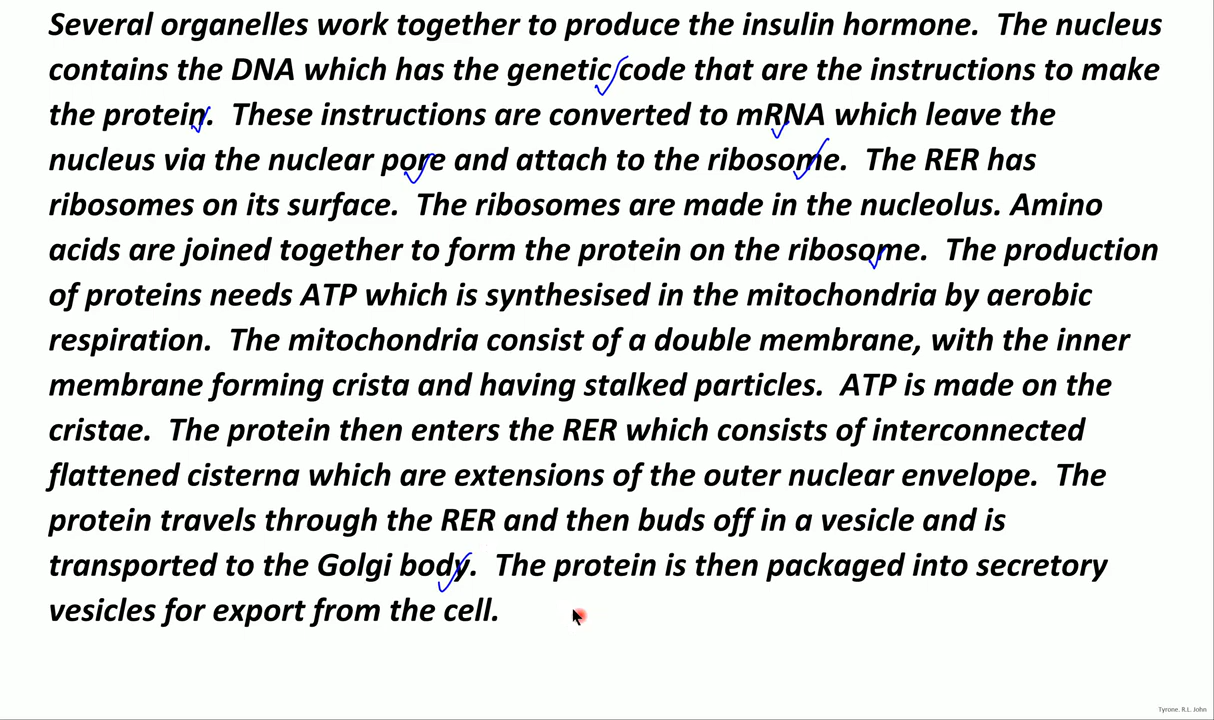 Several organelles work together to produce the insulin hormone. The nucleus
contains the DNA which has the genetic code that are the instructions to make
the protein. These instructions are converted to mRNA which leave the
nucleus via the nuclear pore and attach to the ribosome. The RER has
ribosomes on its surface. The ribosomes are made in the nucleolus. Amino
acids are joined together to form the protein on the ribosome. The production
of proteins needs ATP which is synthesised in the mitochondria by aerobic
respiration. The mitochondria consist of a double membrane, with the inner
membrane forming crista and having stalked particles. ATP is made on the
cristae. The protein then enters the RER which consists of interconnected
flattened cisterna which are extensions of the outer nuclear envelope. The
protein travels through the RER and then buds off in a vesicle and is
transported to the Golgi body. The protein is then packaged into secretory
vesicles for export from the cell.
Tyrone. R.L. John